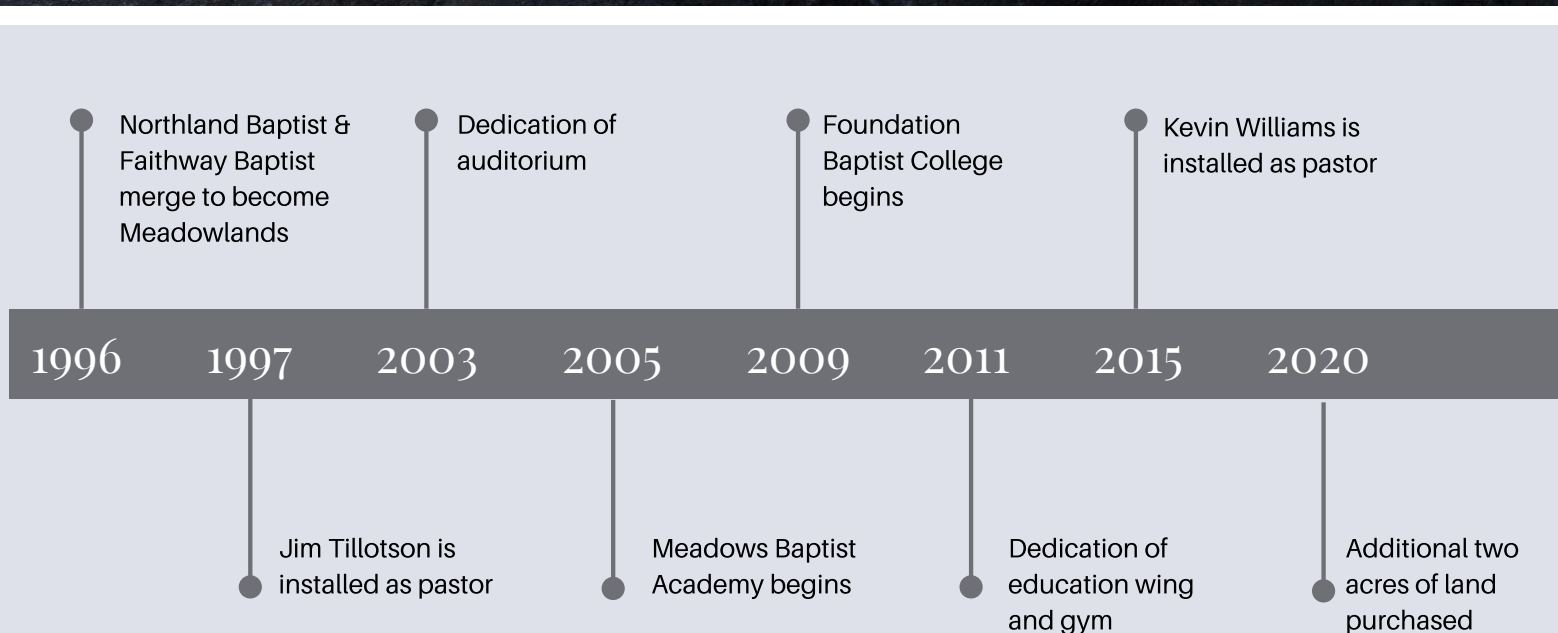 Northland Baptist &
Faithway Baptist
merge to become
Meadowlands
Dedication of
auditorium
Foundation
Baptist College
begins
Kevin Williams is
installed as pastor
1996 1997 2003 2005 2009 2011 2015 2020
Jim Tillotson is
installed as pastor
Meadows Baptist
Academy begins
Dedication of
education wing
and gym
Additional two
acres of land
purchased